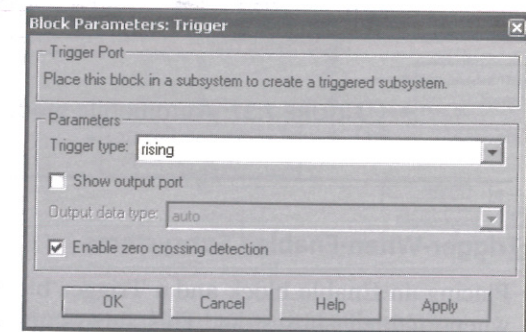 Block Parameters: Trigger
Trigger Port
Place this block in a subsystem to create a triggered subsystem.
Parameters
Trigger type: rising
Show output port
Output data type: auto
Enable zero crossing detection
OK Cancel Help Apply